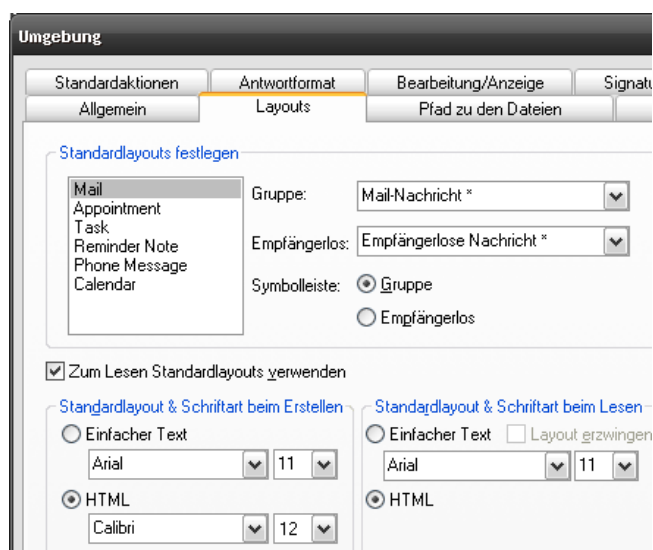 Umgebung
Standardaktionen Antwortformat Bearbeitung/Anzeige
Allgemein Layouts Pfad zu den Dateien
Standardlayouts festlegen
Mail
Appointment
Task
Reminder Note
Phone Message
Calendar
Gruppe: Mail-Nachricht *
Empfängerlos: Empfängerlose Nachricht *
Symbolleiste: Gruppe
Empfängerlos
Zum Lesen Standardlayouts verwenden
Standardlayout & Schriftart beim Erstellen
Einfacher Text
Arial 11
HTML
Calibri 12
Standardlayout & Schriftart beim Lesen
Einfacher Text Layout erzwingen
Arial 11
HTML